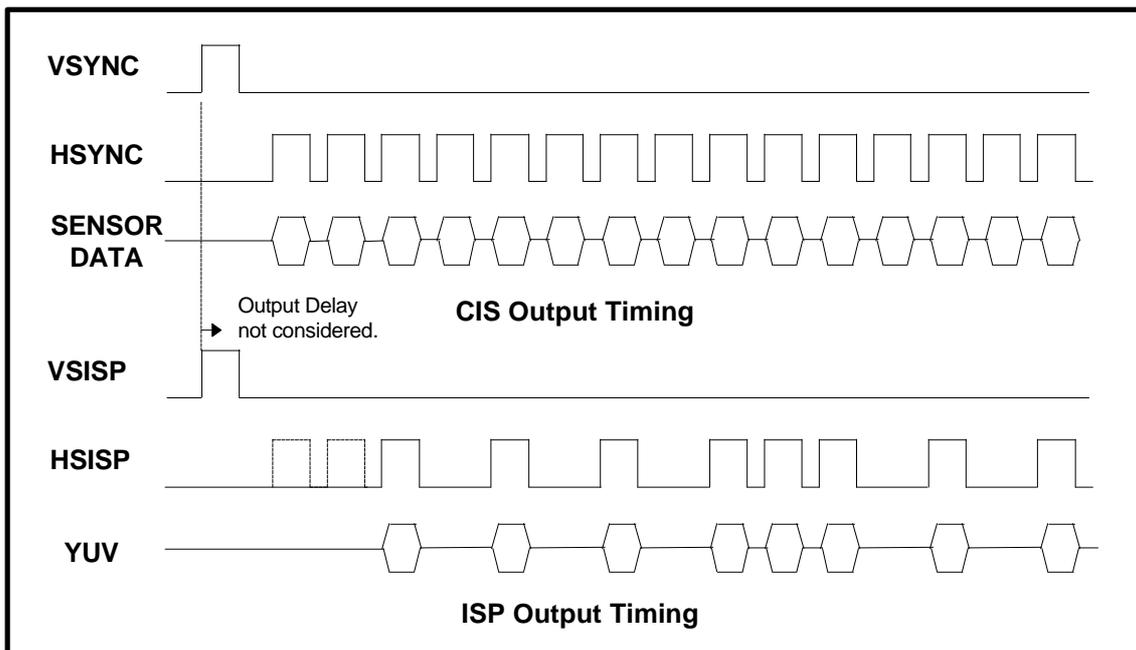 VSYNC
HSYNC
SENSOR
DATA
Output Delay
not considered.
CIS Output Timing
VSISP
HSISP
YUV
ISP Output Timing